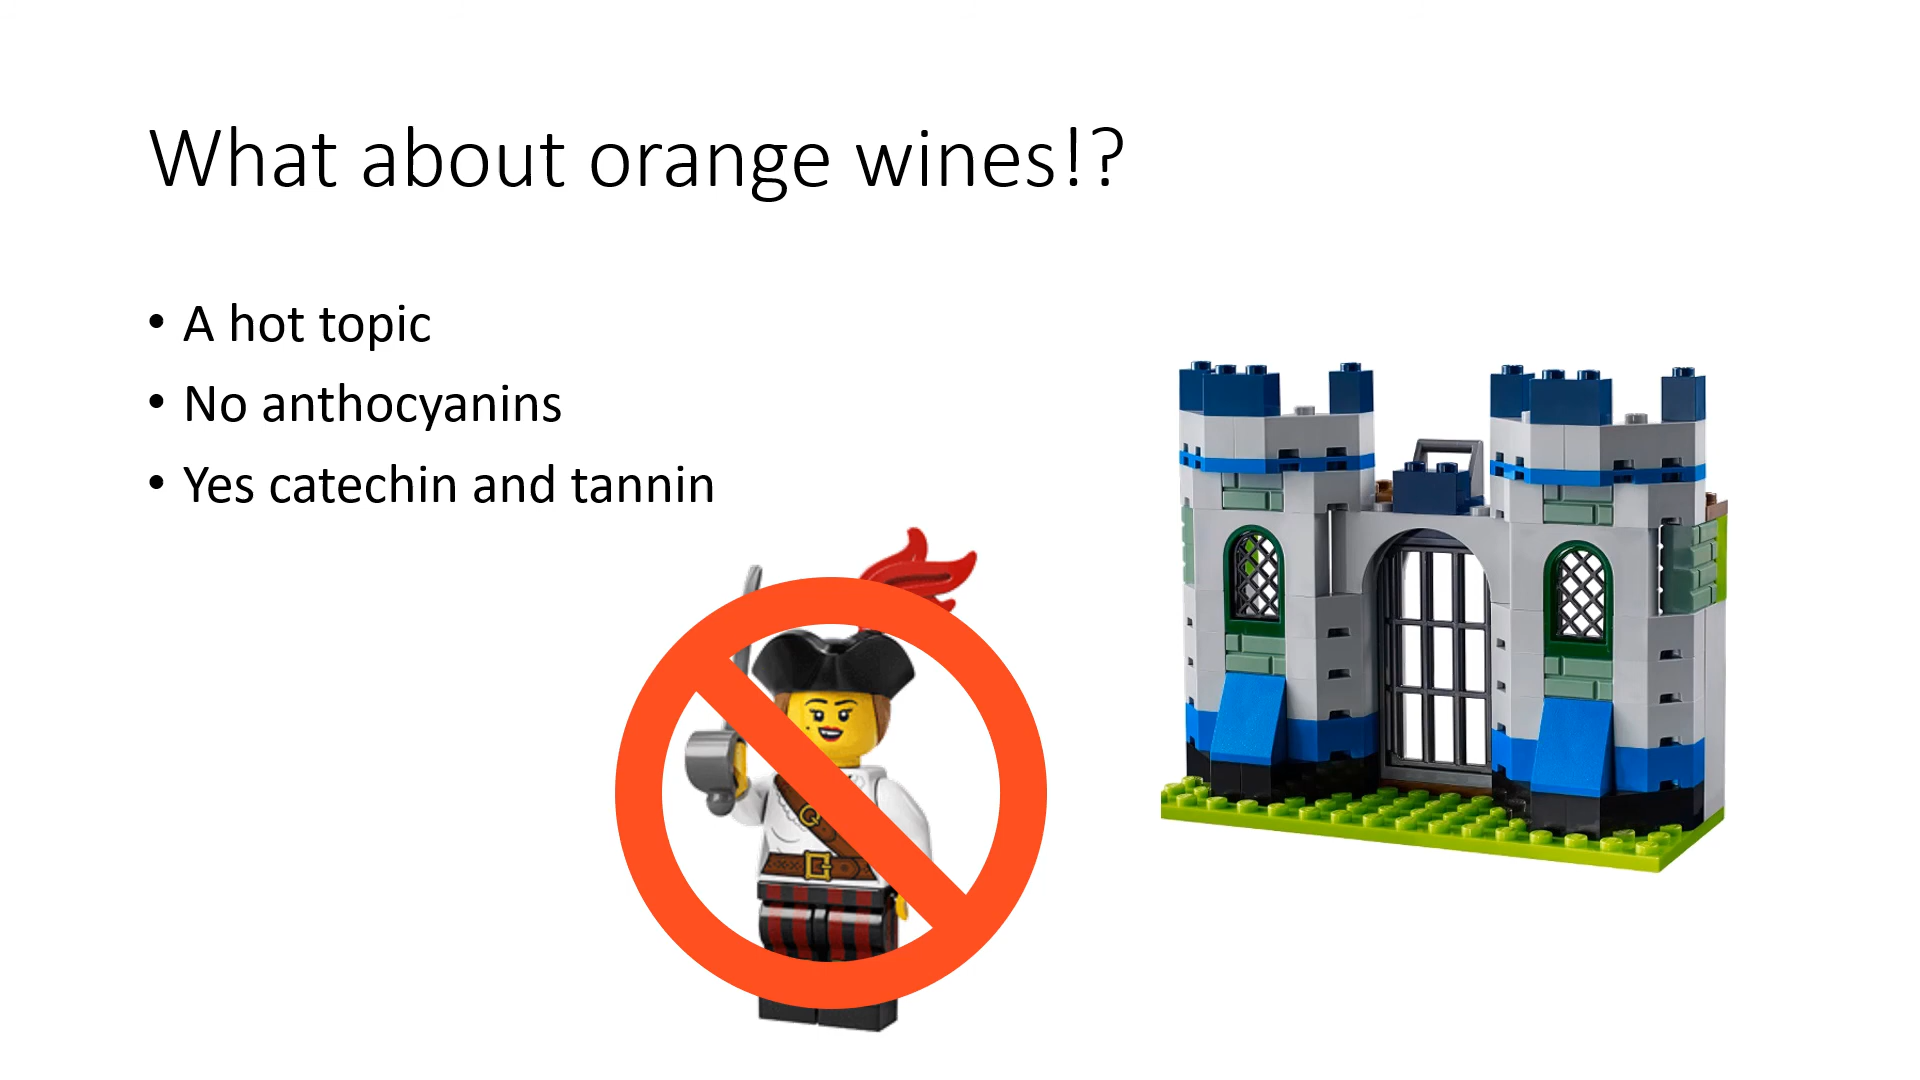 What about orange wines!?
• A hot topic
• No anthocyanins
• Yes catechin and tannin